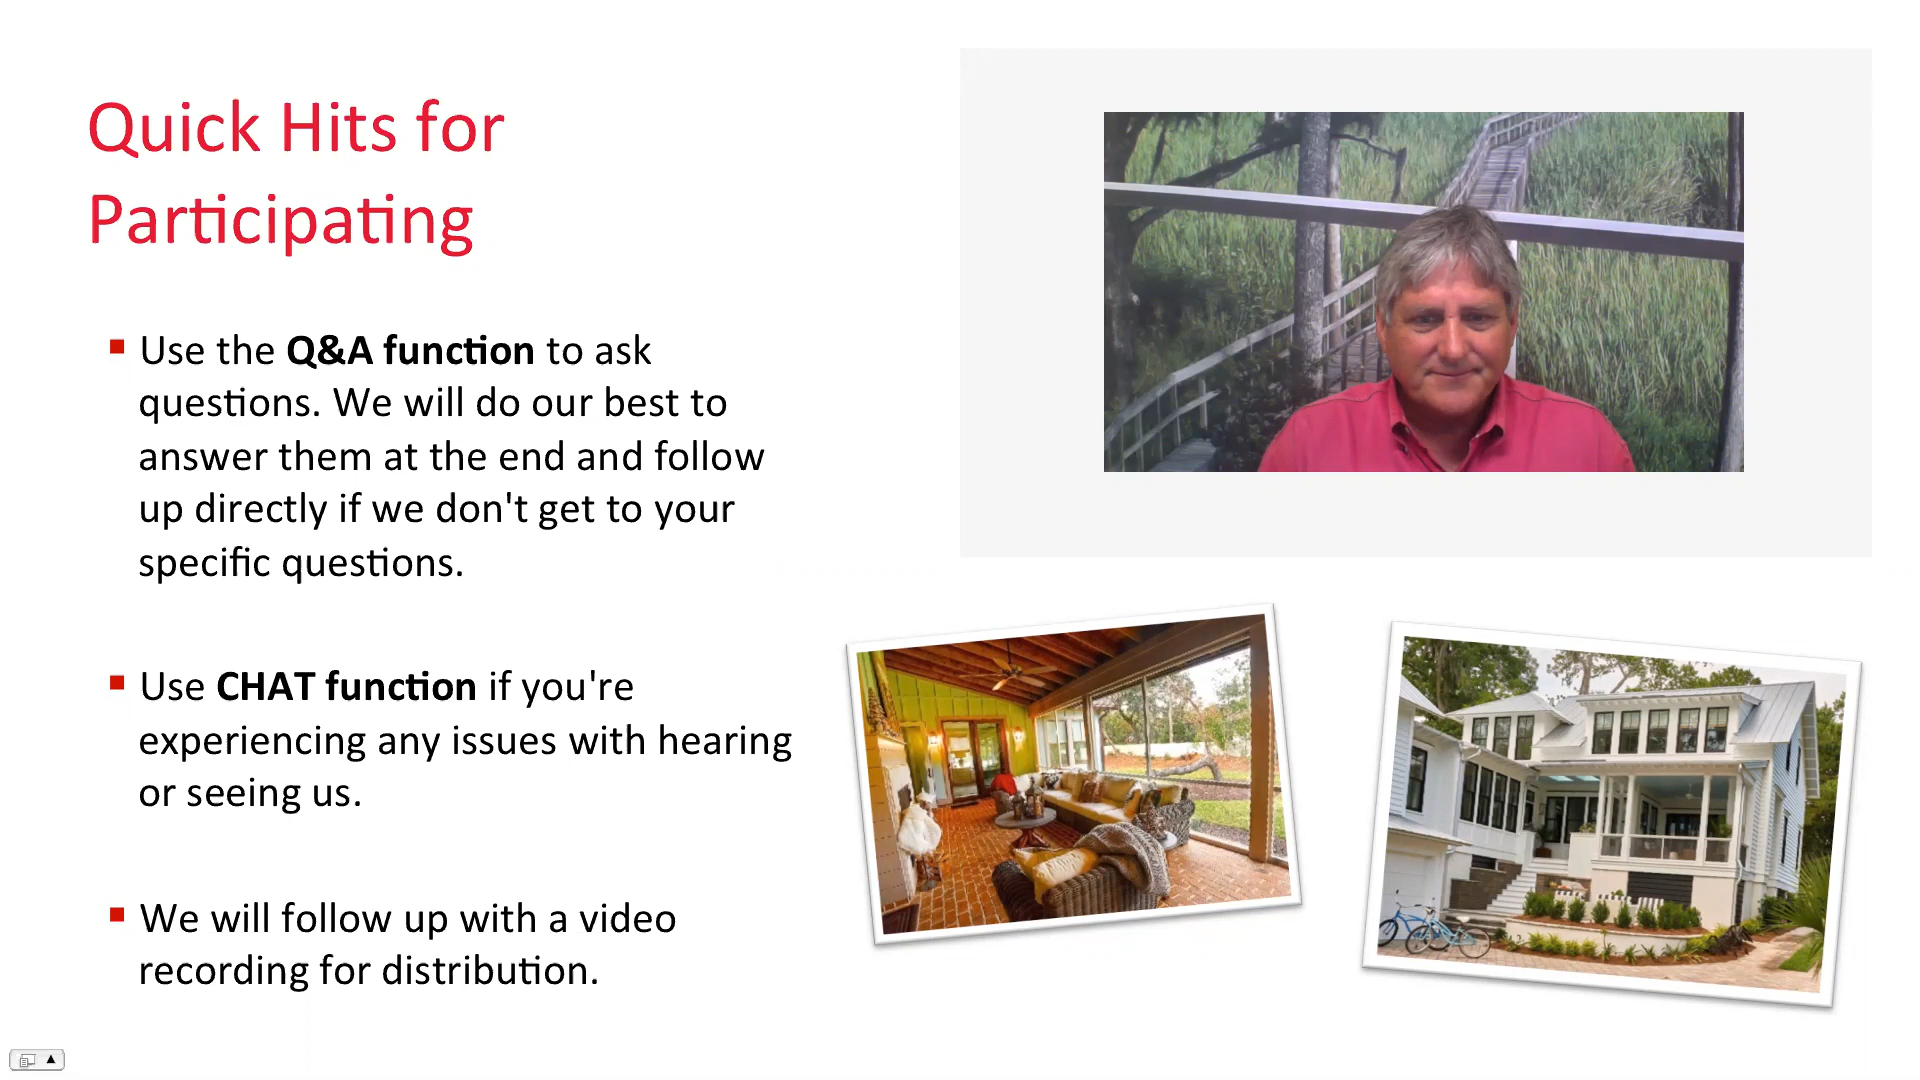 Quick Hits for
Participating
Use the Q&A function to ask
questions. We will do our best to
answer them at the end and follow
up directly if we don't get to your
specific questions.
Use CHAT function if you're
experiencing any issues with hearing
or seeing us.
We will follow up with a video
recording for distribution.